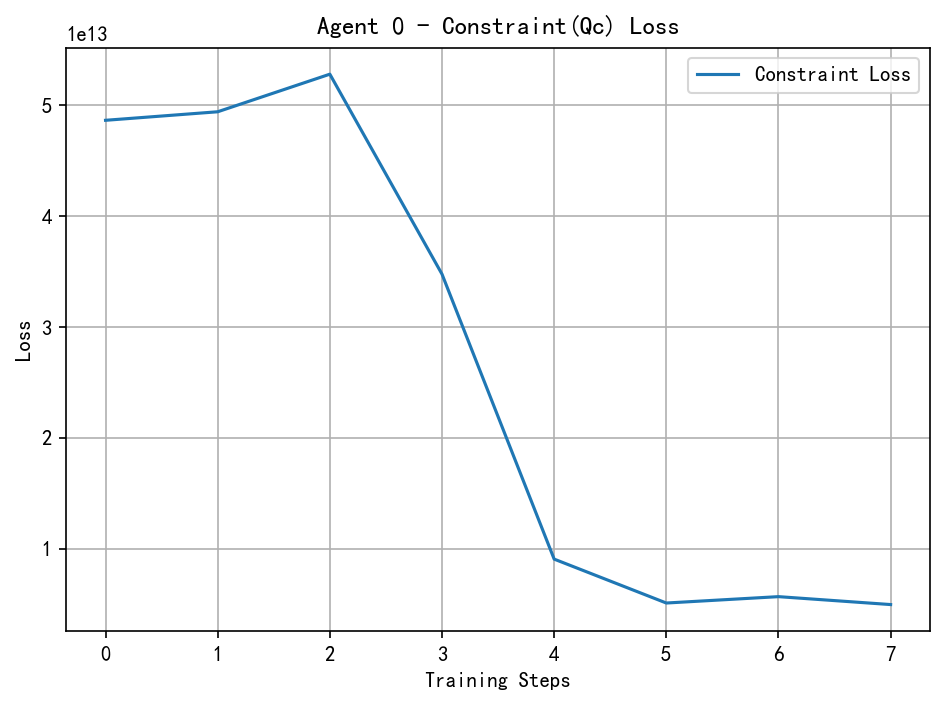 Agent 0 - Constraint(Qc) Loss
1e13
Constraint Loss
5
4
3
2
1
Loss
0 1 2 3 4 5 6 7
Training Steps